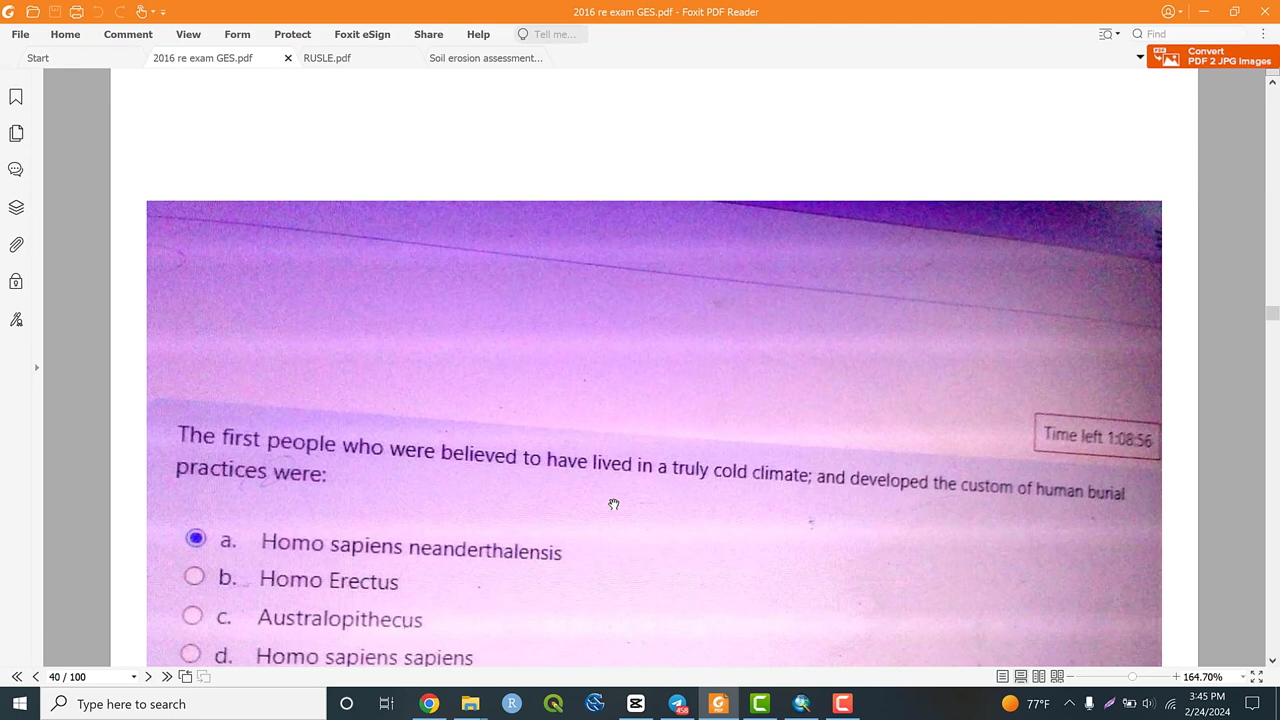 2016 re exam GES.pdf - Foxit PDF Reader
File Home Comment View Form Protect Foxit eSign Share Help Tell me... Find
Start 2016 re exam GES.pdf RUSLE.pdf Soil erosion assessment...
Convert
PDF 2 JPG Images
Time left 1:08:56
The first people who were believed to have lived in a truly cold climate; and developed the custom of human burial
practices were:
a. Homo sapiens neanderthalensis
b. Homo Erectus
c. Australopithecus
d. Homo sapiens sapiens
40 / 100 164.70%
Type here to search R 458 PDF 77°F 3:45 PM
2/24/2024